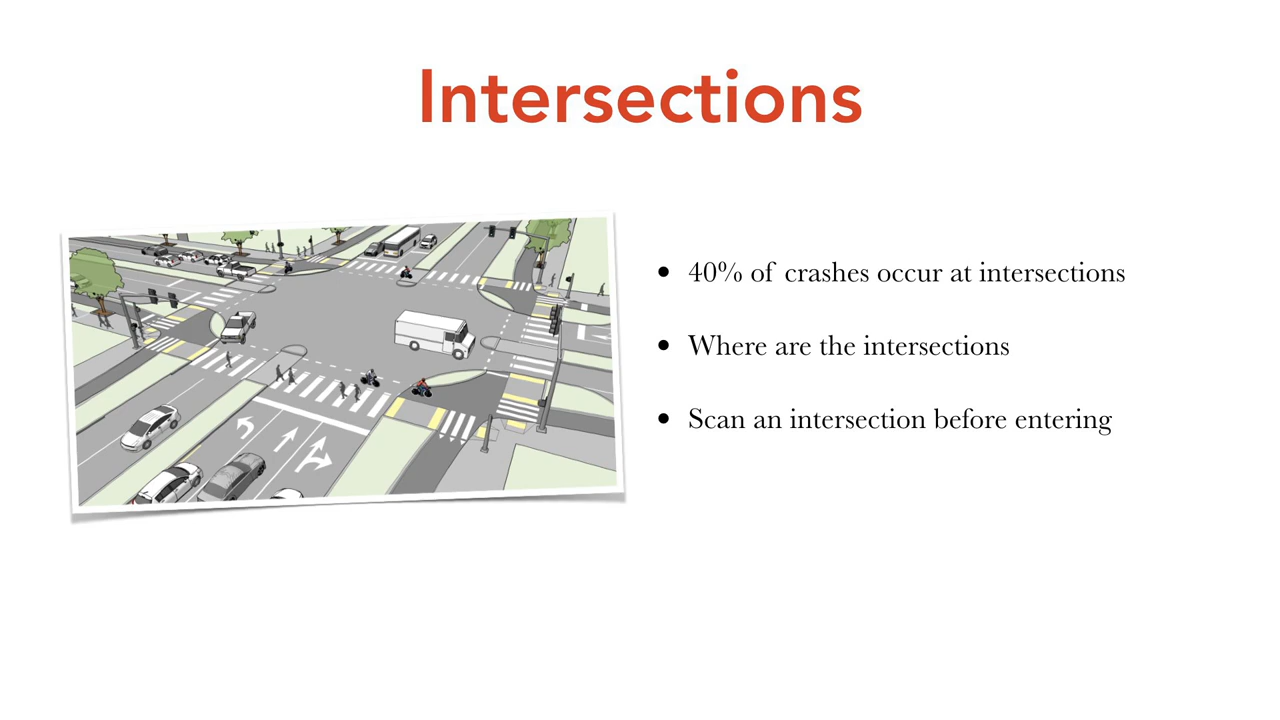 Intersections
• 40% of crashes occur at intersections
• Where are the intersections
• Scan an intersection before entering